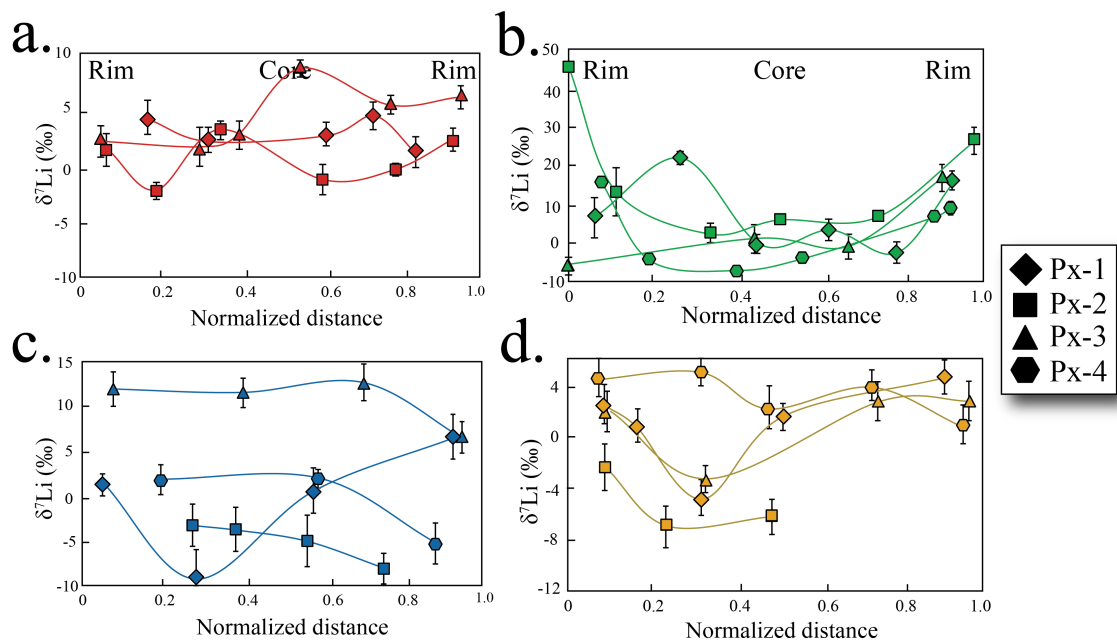 a.
Rim Core Rim
10
5
0
-5
-10
δ⁷Li (‰)
0 0.2 0.4 0.6 0.8 1.0
Normalized distance
b.
Rim Core Rim
50
40
30
20
10
0
-10
δ⁷Li (‰)
0 0.2 0.4 0.6 0.8 1.0
Normalized distance
Px-1
Px-2
Px-3
Px-4
c.
15
10
5
0
-5
-10
δ⁷Li (‰)
0 0.2 0.4 0.6 0.8 1.0
Normalized distance
d.
4
0
-4
-8
-12
δ⁷Li (‰)
0 0.2 0.4 0.6 0.8 1.0
Normalized distance